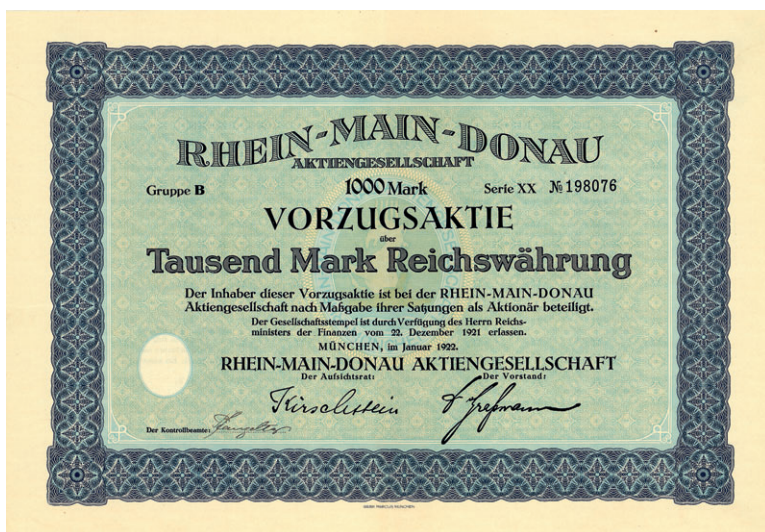 RHEIN-MAIN-DONAU
AKTIENGESELLSCHAFT
Gruppe B 1000 Mark Serie XX № 198076
VORZUGSAKTIE
über
Tausend Mark Reichswährung
Der Inhaber dieser Vorzugsaktie ist bei der RHEIN-MAIN-DONAU
Aktiengesellschaft nach Maßgabe ihrer Satzungen als Aktionär beteiligt.
Der Gesellschaftsstempel ist durch Verfügung des Herrn Reichs-
ministers der Finanzen vom 22. Dezember 1921 erlassen.
MÜNCHEN, im Januar 1922.
RHEIN-MAIN-DONAU AKTIENGESELLSCHAFT
Der Aufsichtsrat: Der Vorstand:
Der Kontrollbeamte: